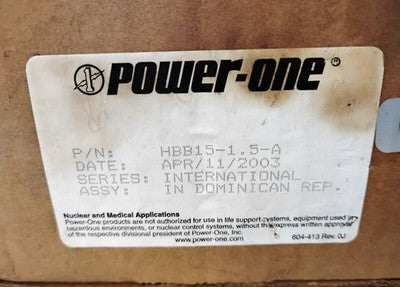 POWER-ONE®
P/N: HBB15-1.5-A
DATE: APR/11/2003
SERIES: INTERNATIONAL
ASSY: IN DOMINICAN REP.
Nuclear and Medical Applications
Power-One products are not authorized for use in life support systems, equipment used in
hazardous environments, or nuclear control systems, without the express written approval
of the respective divisional president of Power-One, Inc.
www.power-one.com
604-413 Rev. 0J